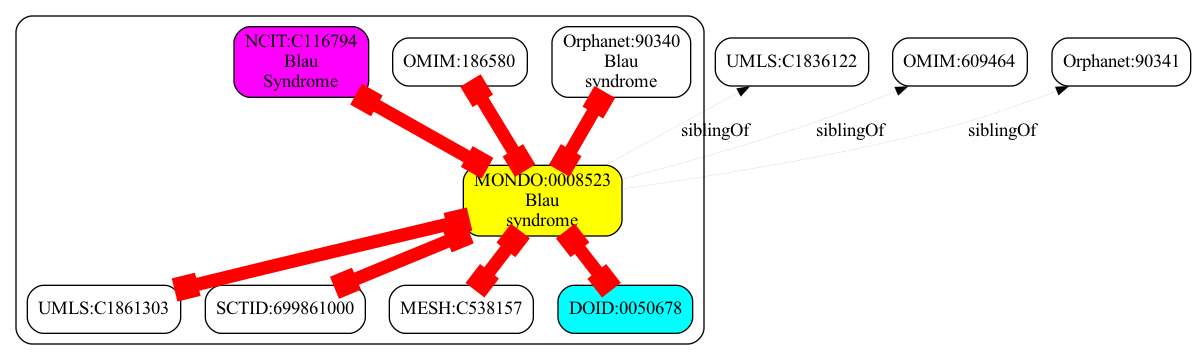 NCIT:C116794
Blau
Syndrome
OMIM:186580
Orphanet:90340
Blau
syndrome
UMLS:C1836122
OMIM:609464
Orphanet:90341
siblingOf
siblingOf
siblingOf
MONDO:0008523
Blau
syndrome
UMLS:C1861303
SCTID:699861000
MESH:C538157
DOID:0050678